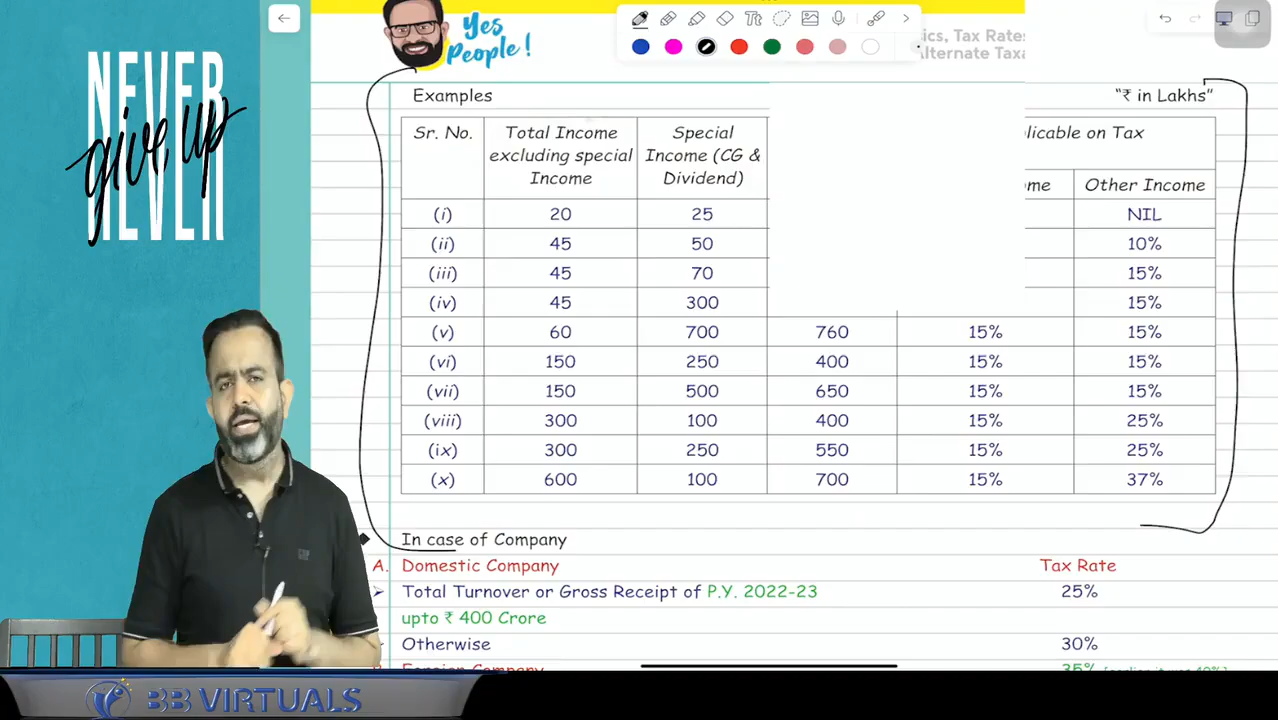 NEVER
give up
NEVER
Yes
People!
Tt
ics, Tax Rates
Alternate Taxa
Examples "₹ in Lakhs"
Sr. No. Total Income excluding special Income Special Income (CG & Dividend) licable on Tax
me Other Income
(i) 20 25 NIL
(ii) 45 50 10%
(iii) 45 70 15%
(iv) 45 300 15%
(v) 60 700 760 15% 15%
(vi) 150 250 400 15% 15%
(vii) 150 500 650 15% 15%
(viii) 300 100 400 15% 25%
(ix) 300 250 550 15% 25%
(x) 600 100 700 15% 37%
In case of Company
A. Domestic Company Tax Rate
Total Turnover or Gross Receipt of P.Y. 2022-23 25%
upto ₹ 400 Crore
Otherwise 30%
Foreign Company 35%
BB VIRTUALS